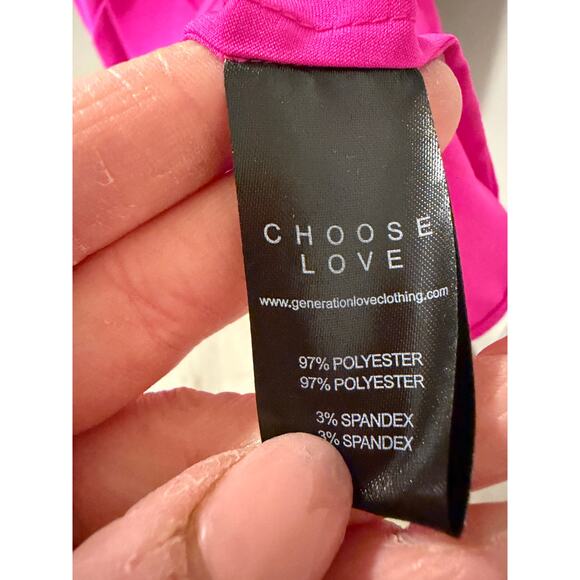 CHOOSE
LOVE
www.generationloveclothing.com
97% POLYESTER
97% POLYESTER
3% SPANDEX
3% SPANDEX